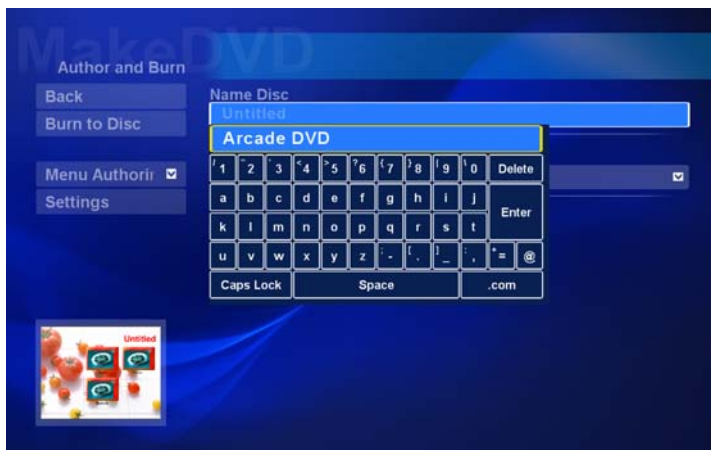 MakeDVD
Author and Burn
Back
Burn to Disc
Menu Authorin
Settings
Name Disc
Untitled
Arcade DVD
1 2 3 < 4 > 5 ? 6 { 7 } 8 | 9 \ 0 Delete
a b c d e f g h i j Enter
k l m n o p q r s t
u v w x y z ; - [ . ] _ : , * = @
Caps Lock Space .com
Untitled